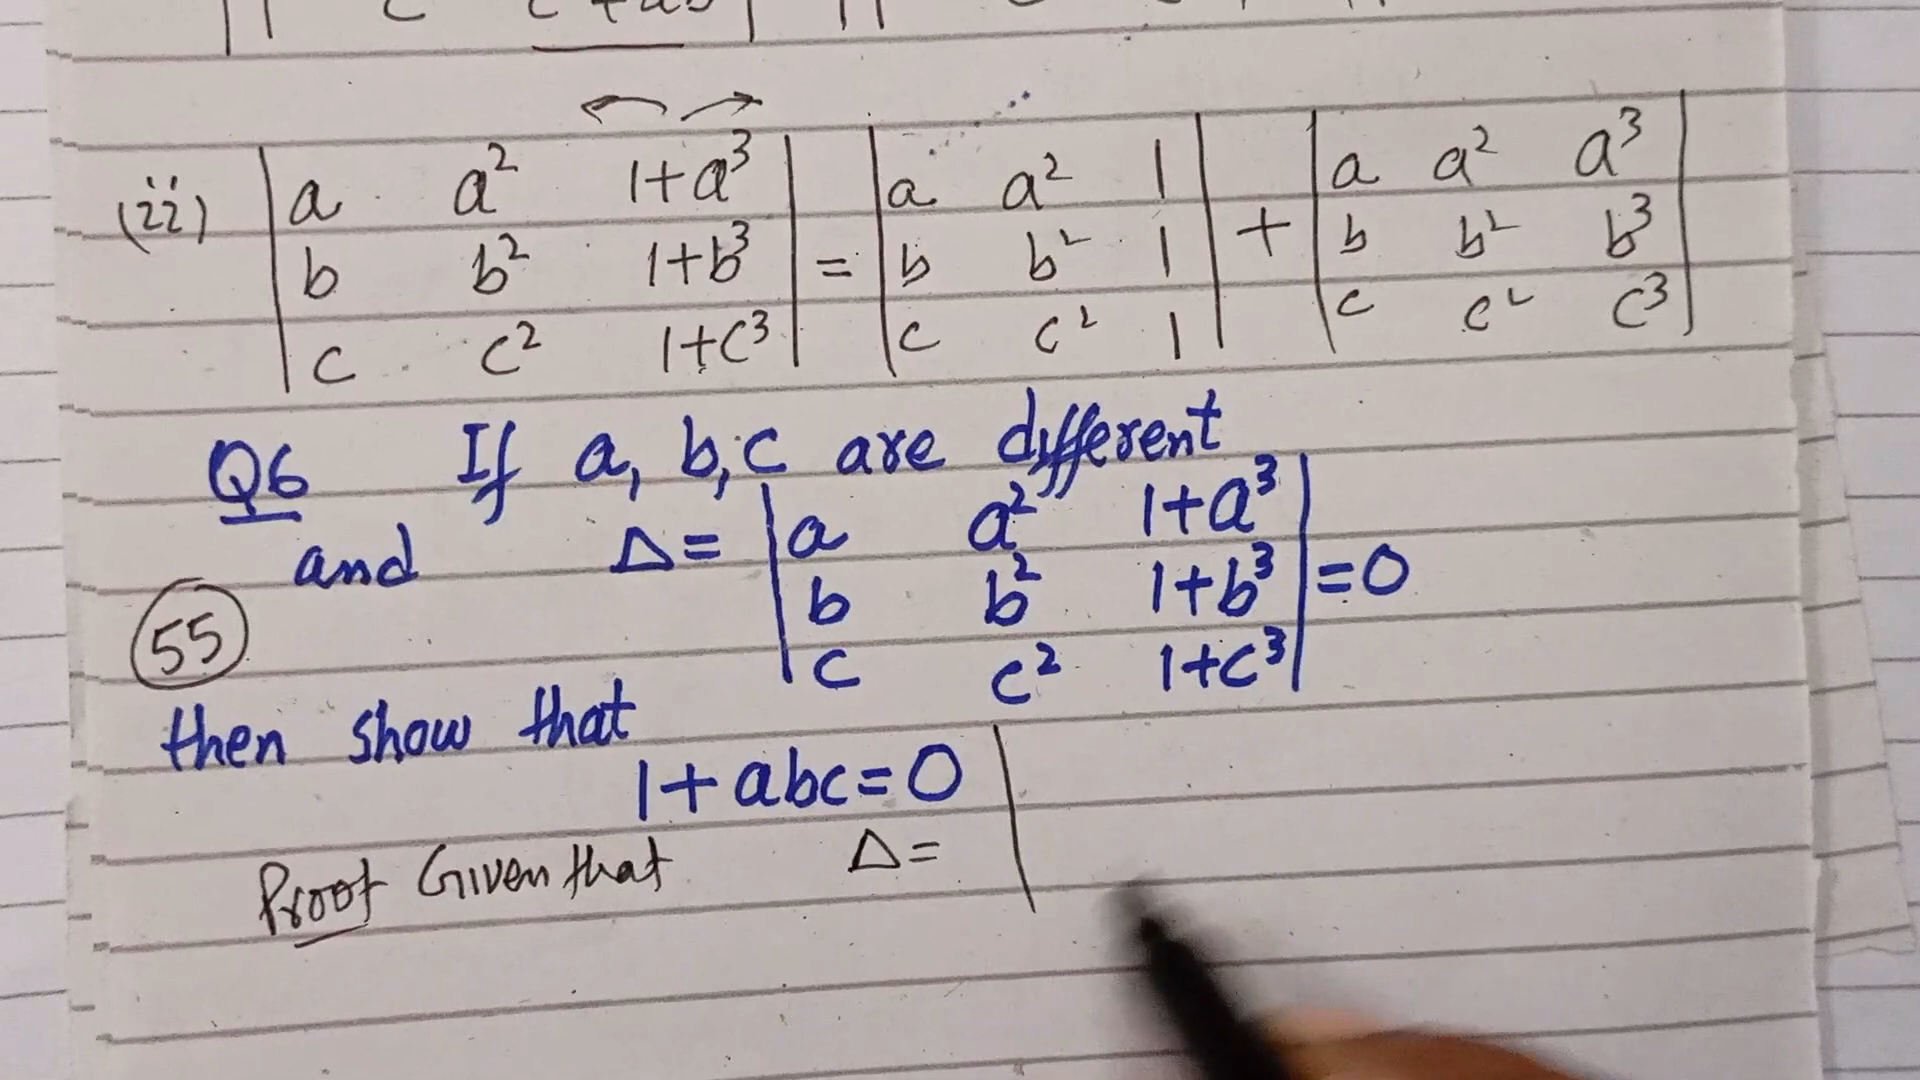 c c²+ab
(ii) | a a² 1+a³ | = | a a² 1 | + | a a² a³ |
| b b² 1+b³ | | b b² 1 | | b b² b³ |
| c c² 1+c³ | | c c² 1 | | c c² c³ |
Q6 If a, b, c are different
and Δ= | a a² 1+a³ |
| b b² 1+b³ | =0
55
| c c² 1+c³ |
then show that
1+abc=0
Proof Given that Δ= |